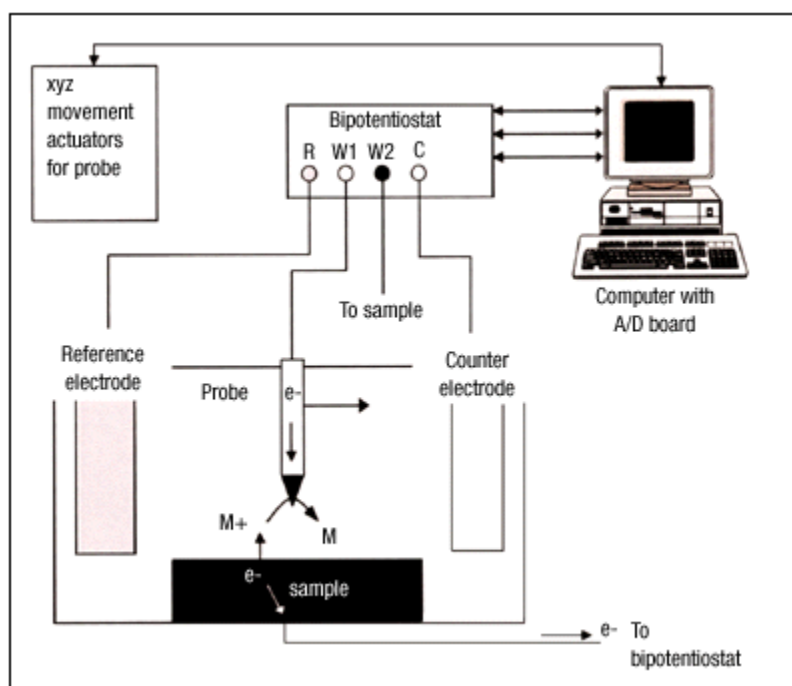 xyz
movement
actuators
for probe
Bipotentiostat
R W1 W2 C
To sample
Computer with
A/D board
Reference
electrode
Probe
e-
Counter
electrode
M+
M
e-
sample
e- To
bipotentiostat